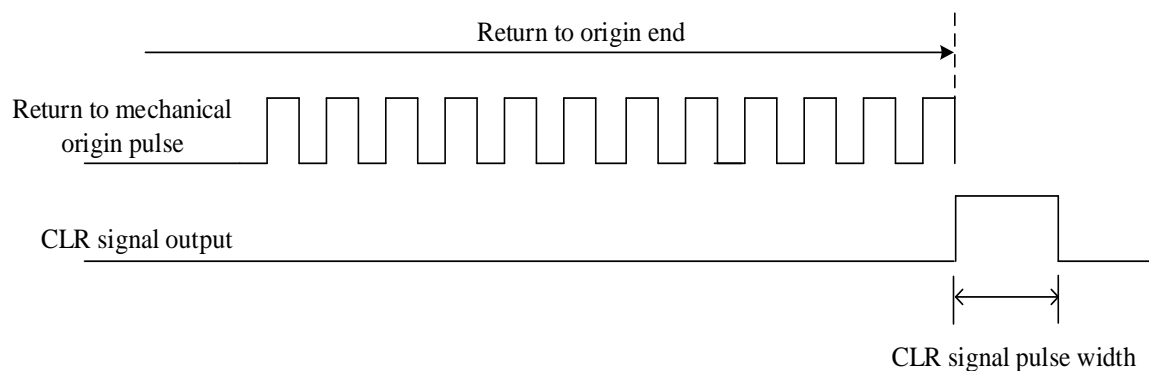 Return to origin end
Return to mechanical
origin pulse
CLR signal output
CLR signal pulse width